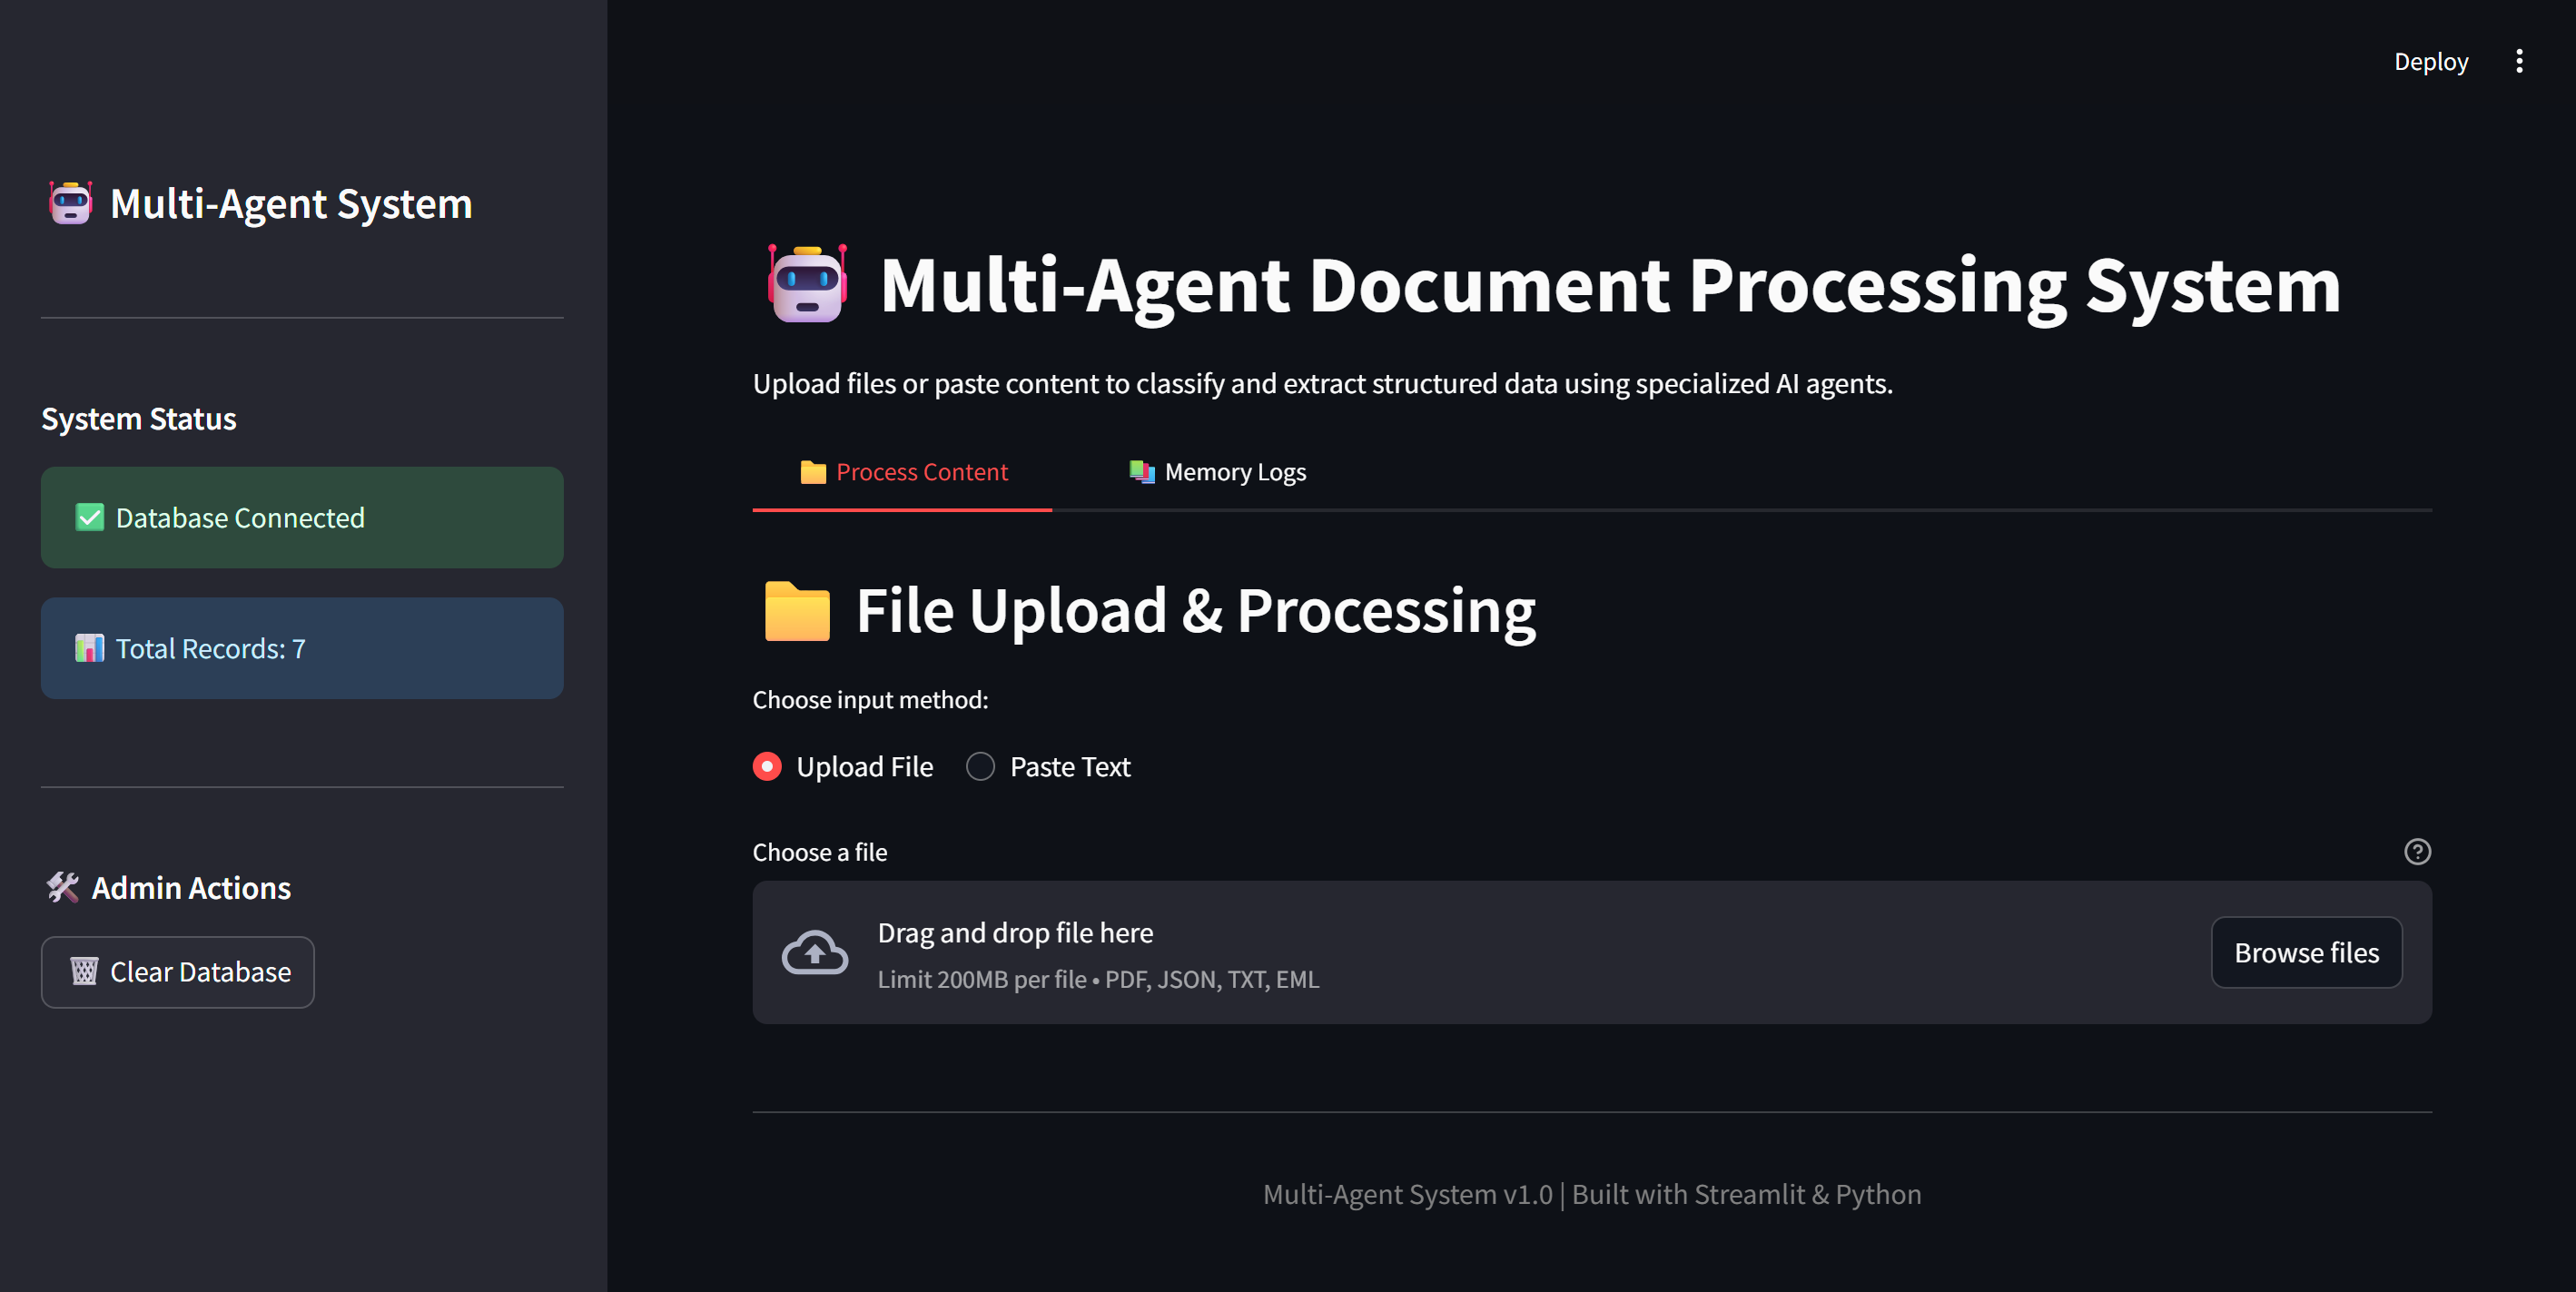 Deploy
Multi-Agent System
System Status
Database Connected
Total Records: 7
Admin Actions
Clear Database
Multi-Agent Document Processing System
Upload files or paste content to classify and extract structured data using specialized AI agents.
Process Content
Memory Logs
File Upload & Processing
Choose input method:
Upload File
Paste Text
Choose a file
Drag and drop file here
Limit 200MB per file • PDF, JSON, TXT, EML
Browse files
Multi-Agent System v1.0 | Built with Streamlit & Python